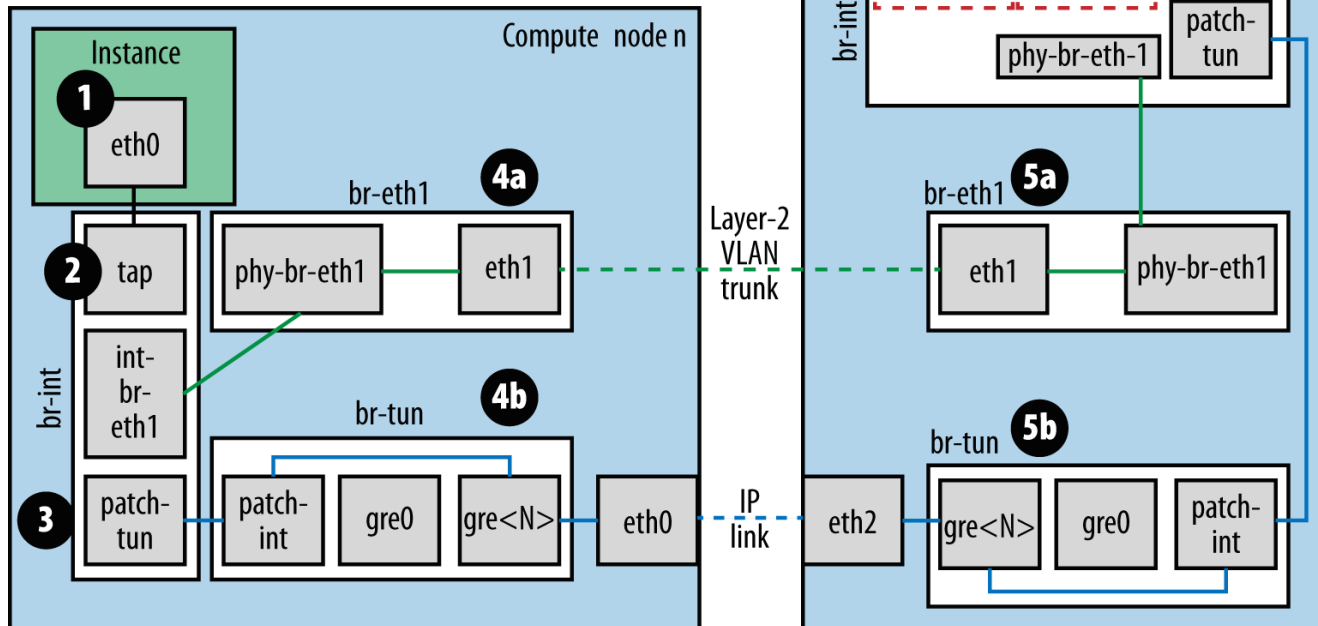 Compute node n
Instance
1
eth0
2
tap
int-
br-
eth1
br-int
3
patch-
tun
br-eth1
4a
phy-br-eth1
eth1
br-tun
4b
patch-
int
gre0
gre<N>
eth0
Layer-2
VLAN
trunk
IP
link
br-int
phy-br-eth-1
patch-
tun
br-eth1
5a
eth1
phy-br-eth1
br-tun
5b
eth2
gre<N>
gre0
patch-
int